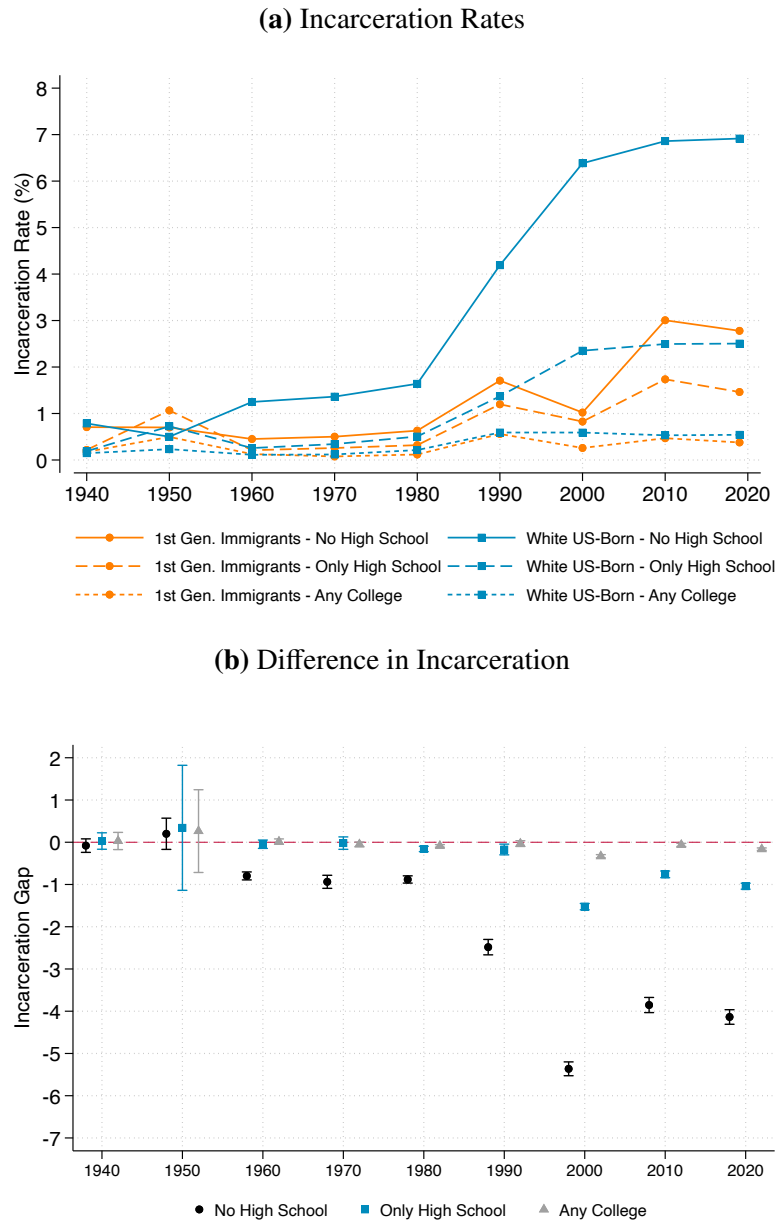 (a) Incarceration Rates
8
7
6
5
4
3
2
1
0
Incarceration Rate (%)
1940 1950 1960 1970 1980 1990 2000 2010 2020
1st Gen. Immigrants - No High School White US-Born - No High School
1st Gen. Immigrants - Only High School White US-Born - Only High School
1st Gen. Immigrants - Any College White US-Born - Any College
(b) Difference in Incarceration
2
1
0
-1
-2
-3
-4
-5
-6
-7
Incarceration Gap
1940 1950 1960 1970 1980 1990 2000 2010 2020
No High School Only High School Any College